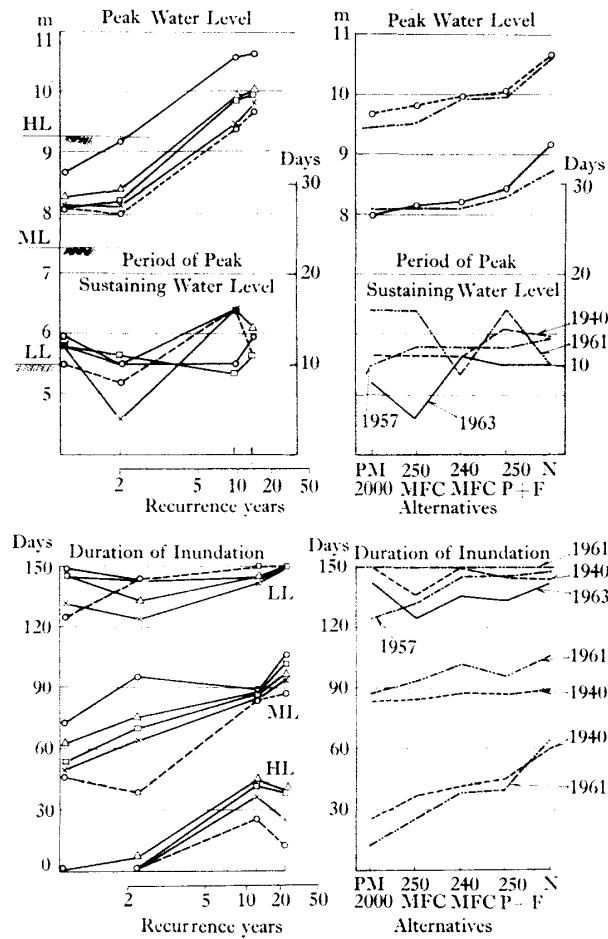 m
Peak Water Level
11
10
HL
9
Days
30
8
ML
7
20
Period of Peak
Sustaining Water Level
6
LL
10
5
2
5
10
20
50
Recurrence years
11
Peak Water Level
10
9
Days
30
8
20
Period of Peak
Sustaining Water Level
1940
1961
10
1957
1963
PM 250 240 250 N
2000 MFC MFC P+F
Alternatives
Days
Duration of Inundation
150
LL
120
90
ML
60
HL
30
0
2
5
10
20
50
Recurrence years
Days
Duration of Inundation
1961
150
1940
1963
1957
120
1961
90
1940
60
1940
30
1961
PM 250 240 250 N
2000 MFC MFC P-F
Alternatives